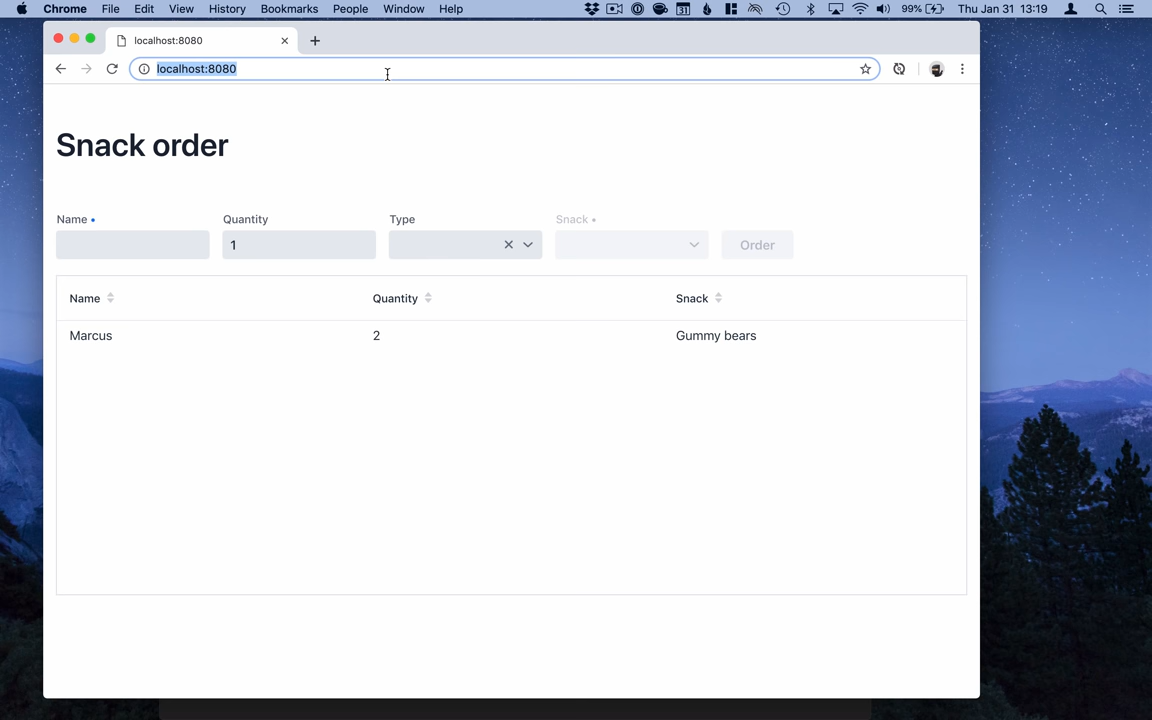 Chrome File Edit View History Bookmarks People Window Help 31 99% Thu Jan 31 13:19
localhost:8080
localhost:8080
Snack order
Name • Quantity Type Snack •
1 Order
Name Quantity Snack
Marcus 2 Gummy bears